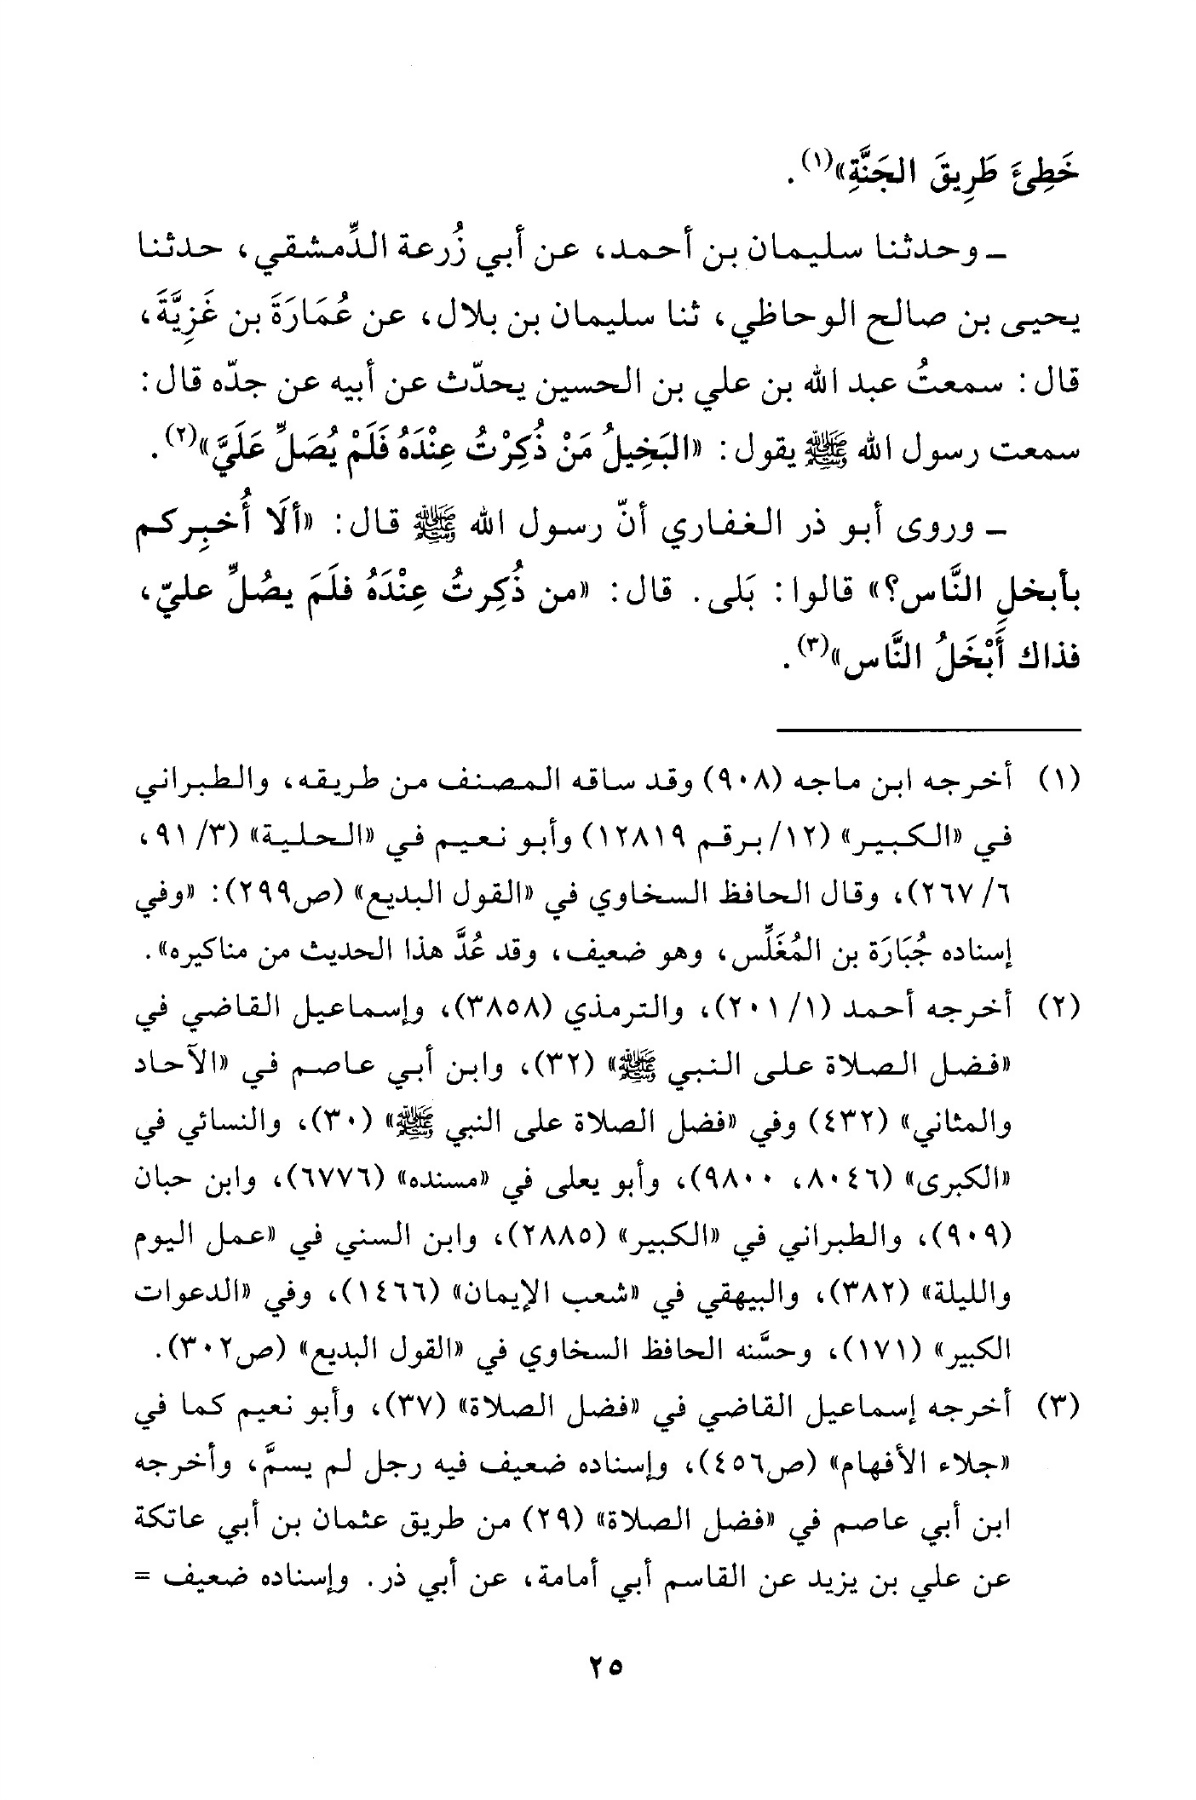 خَطِئَ طَرِيقَ الجَنَّةِ»(١).
ـ وحدثنا سليمان بن أحمد، عن أبي زُرعة الدِّمشقي، حدثنا
يحيى بن صالح الوحاظي، ثنا سليمان بن بلال، عن عُمَارَةَ بن غَزِيَّةَ،
قال: سمعتُ عبد الله بن علي بن الحسين يحدّث عن أبيه عن جدّه قال:
سمعت رسول الله ﷺ يقول: «البَخِيلُ مَنْ ذُكِرْتُ عِنْدَهُ فَلَمْ يُصَلِّ عَلَيَّ»(٢).
ـ وروى أبو ذر الغفاري أنّ رسول الله ﷺ قال: «ألَا أُخبِركم
بأبخلِ النَّاس؟» قالوا: بَلى. قال: «من ذُكِرتُ عِنْدَهُ فلَمَ يصُلِّ عليّ،
فذاك أَبْخَلُ النَّاس»(٣).
(١) أخرجه ابن ماجه (٩٠٨) وقد ساقه المصنف من طريقه، والطبراني
في «الكبير» (١٢/ برقم ١٢٨١٩) وأبو نعيم في «الحلية» (٣/ ٩١،
٦/ ٢٦٧)، وقال الحافظ السخاوي في «القول البديع» (ص٢٩٩): «وفي
إسناده جُبَارَة بن المُغَلِّس، وهو ضعيف، وقد عُدَّ هذا الحديث من مناكيره».
(٢) أخرجه أحمد (١/ ٢٠١)، والترمذي (٣٨٥٨)، وإسماعيل القاضي في
«فضل الصلاة على النبي ﷺ» (٣٢)، وابن أبي عاصم في «الآحاد
والمثاني» (٤٣٢) وفي «فضل الصلاة على النبي ﷺ» (٣٠)، والنسائي في
«الكبرى» (٨٠٤٦، ٩٨٠٠)، وأبو يعلى في «مسنده» (٦٧٧٦)، وابن حبان
(٩٠٩)، والطبراني في «الكبير» (٢٨٨٥)، وابن السني في «عمل اليوم
والليلة» (٣٨٢)، والبيهقي في «شعب الإيمان» (١٤٦٦)، وفي «الدعوات
الكبير» (١٧١)، وحسَّنه الحافظ السخاوي في «القول البديع» (ص٣٠٢).
(٣) أخرجه إسماعيل القاضي في «فضل الصلاة» (٣٧)، وأبو نعيم كما في
«جلاء الأفهام» (ص٤٥٦)، وإسناده ضعيف فيه رجل لم يسمَّ، وأخرجه
ابن أبي عاصم في «فضل الصلاة» (٢٩) من طريق عثمان بن أبي عاتكة
عن علي بن يزيد عن القاسم أبي أمامة، عن أبي ذر. وإسناده ضعيف =
٢٥